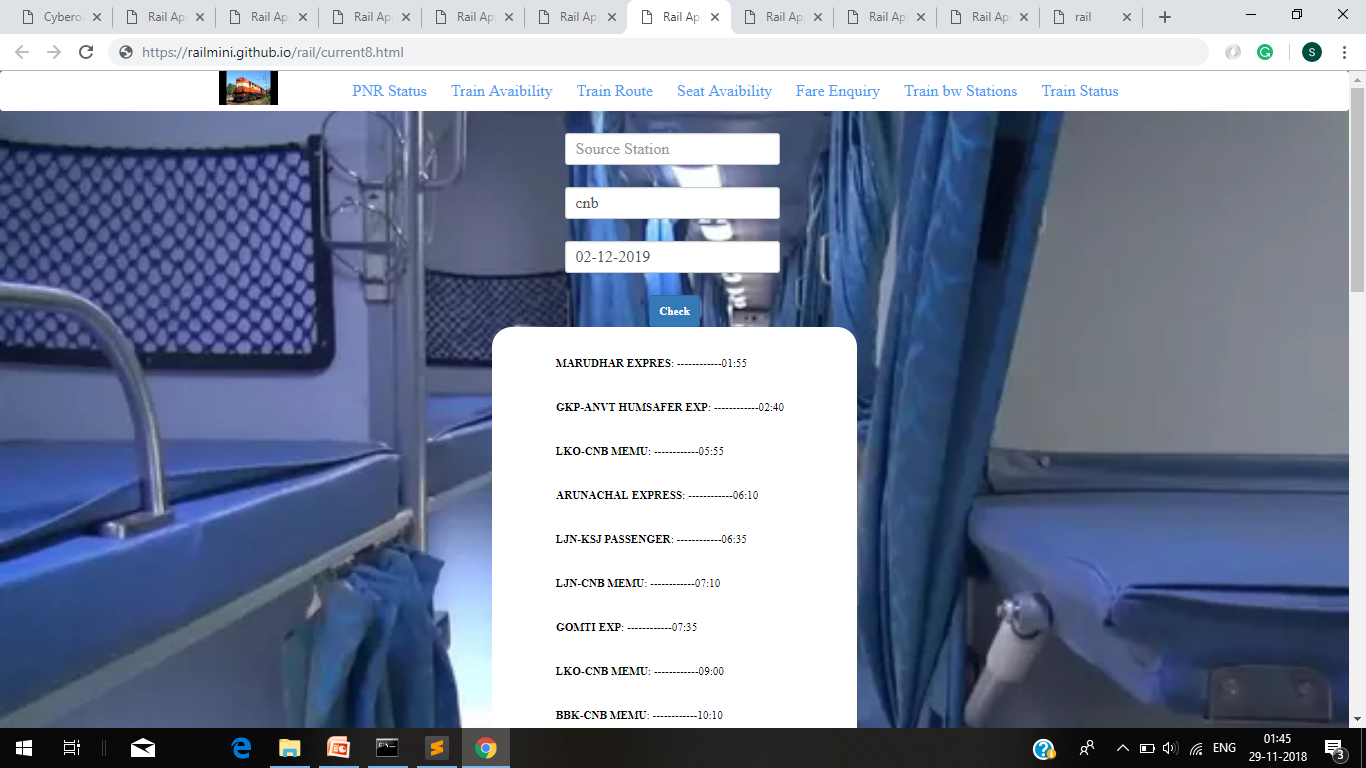 Cybero
Rail Ap
Rail Ap
Rail Ap
Rail Ap
Rail Ap
Rail Ap
Rail Ap
Rail Ap
Rail Ap
rail
https://railmini.github.io/rail/current8.html
S
PNR Status Train Avaibility Train Route Seat Avaibility Fare Enquiry Train bw Stations Train Status
Source Station
cnb
02-12-2019
Check
MARUDHAR EXPRES: ------------01:55
GKP-ANVT HUMSAFER EXP: ------------02:40
LKO-CNB MEMU: ------------05:55
ARUNACHAL EXPRESS: ------------06:10
LJN-KSJ PASSENGER: ------------06:35
LJN-CNB MEMU: ------------07:10
GOMTI EXP: ------------07:35
LKO-CNB MEMU: ------------09:00
BBK-CNB MEMU: ------------10:10
ENG
01:45
29-11-2018
3